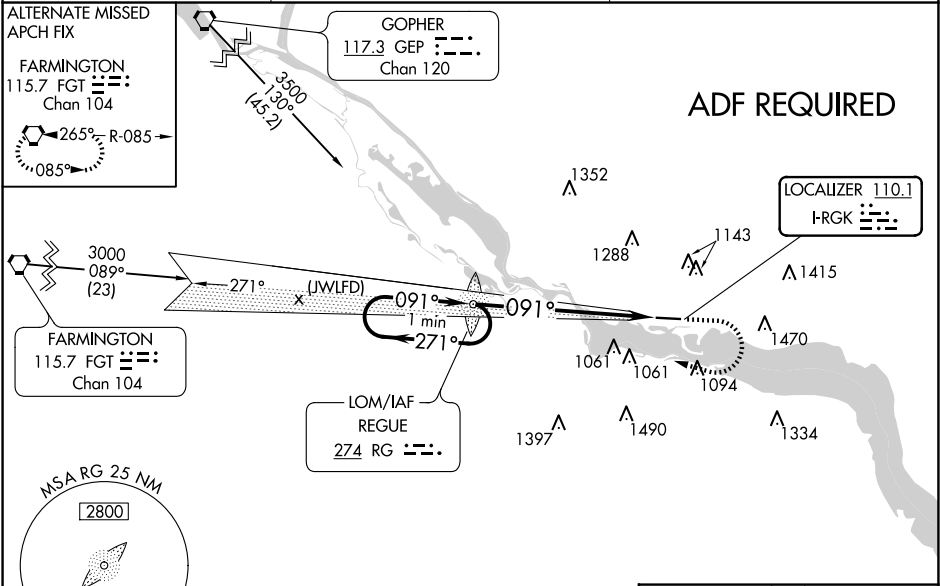 ALTERNATE MISSED
APCH FIX
FARMINGTON
115.7 FGT
Chan 104
265°
R-085
085°
GOPHER
117.3 GEP
Chan 120
3500
130°
(45.2)
ADF REQUIRED
1352
LOCALIZER 110.1
I-RGK
1288
1143
1415
3000
089°
(23)
271°
X (JWLFD)
091°
091°
1 min
271°
FARMINGTON
115.7 FGT
Chan 104
1470
1061
1061
1094
LOM/IAF
REGUE
274 RG
1397
1490
1334
MSA RG 25 NM
2800